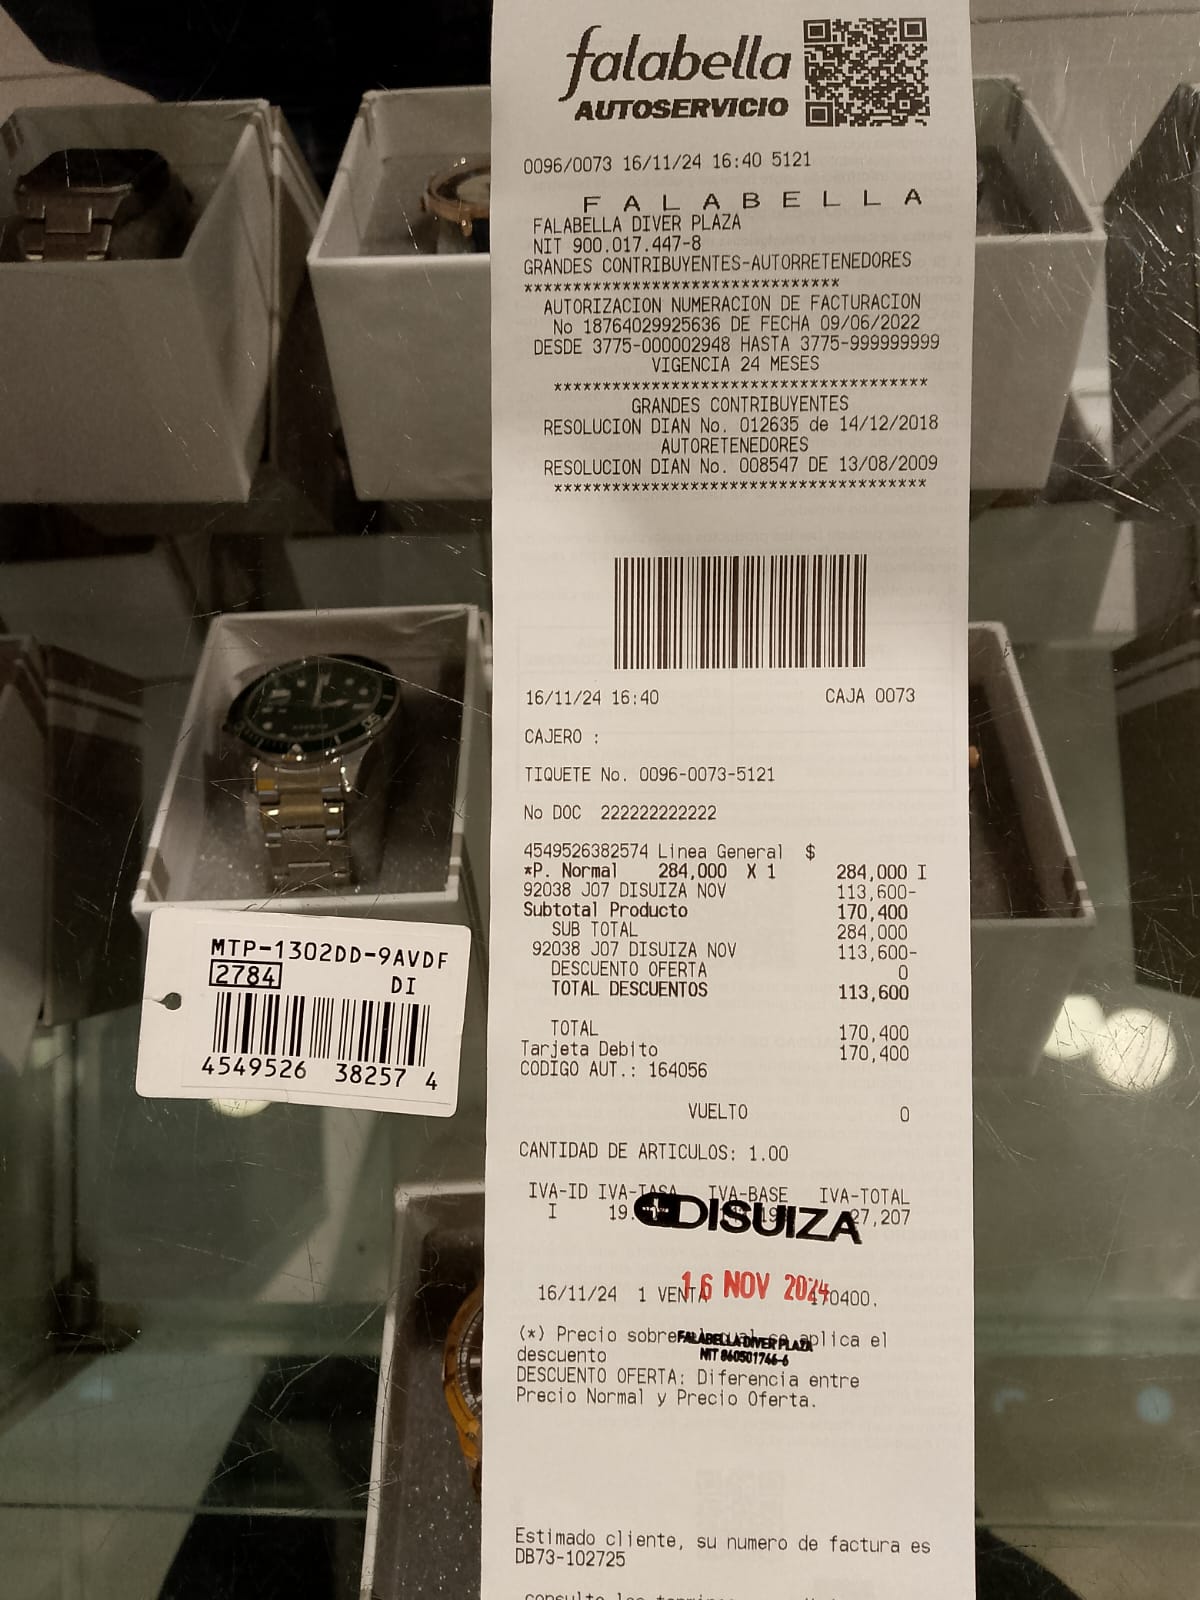 falabella
AUTOSERVICIO
0096/0073 16/11/24 16:40 5121
F A L A B E L L A
FALABELLA DIVER PLAZA
NIT 900.017.447-8
GRANDES CONTRIBUYENTES-AUTORRETENEDORES
********************************
AUTORIZACION NUMERACION DE FACTURACION
No 18764029925636 DE FECHA 09/06/2022
DESDE 3775-000002948 HASTA 3775-999999999
VIGENCIA 24 MESES
**************************************
GRANDES CONTRIBUYENTES
RESOLUCION DIAN No. 012635 de 14/12/2018
AUTORETENEDORES
RESOLUCION DIAN No. 008547 DE 13/08/2009
**************************************
16/11/24 16:40 CAJA 0073
CAJERO :
TIQUETE No. 0096-0073-5121
No DOC 222222222222
4549526382574 Linea General $
*P. Normal 284,000 X 1 284,000 I
92038 J07 DISUIZA NOV 113,600-
Subtotal Producto 170,400
SUB TOTAL 284,000
92038 J07 DISUIZA NOV 113,600-
DESCUENTO OFERTA 0
TOTAL DESCUENTOS 113,600
TOTAL 170,400
Tarjeta Debito 170,400
CODIGO AUT.: 164056
VUELTO 0
CANTIDAD DE ARTICULOS: 1.00
IVA-ID IVA-TASA IVA-BASE IVA-TOTAL
I 19. 27,207
DISUIZA
16/11/24 1 VENTA 170400.
16 NOV 2024
(*) Precio sobre aplica el
descuento
FALABELLA DIVER PLAZA
NIT 860501746-6
DESCUENTO OFERTA: Diferencia entre
Precio Normal y Precio Oferta.
Estimado cliente, su numero de factura es
DB73-102725
MTP-1302DD-9AVDF
2784 DI
4549526 38257 4